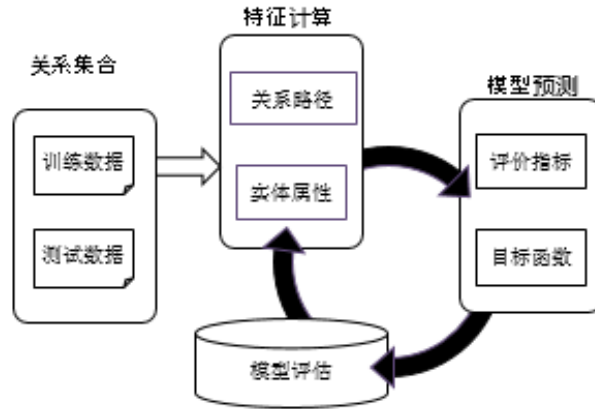 特征计算
关系集合
关系路径
模型预测
训练数据
评价指标
实体属性
测试数据
目标函数
模型评估